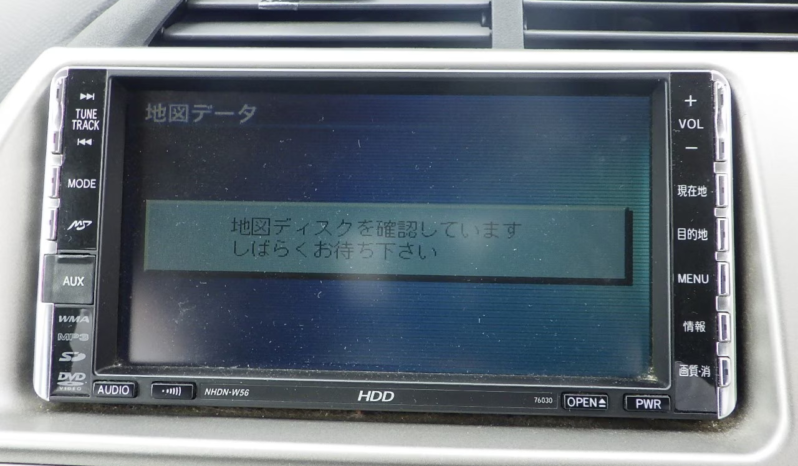 地図データ
地図ディスクを確認しています
しばらくお待ち下さい
TUNE
TRACK
MODE
AUX
WMA
MP3
SD
DVD
AUDIO
NHDN-W56
HDD
76030
OPEN
PWR
VOL
現在地
目的地
MENU
情報
画質・消